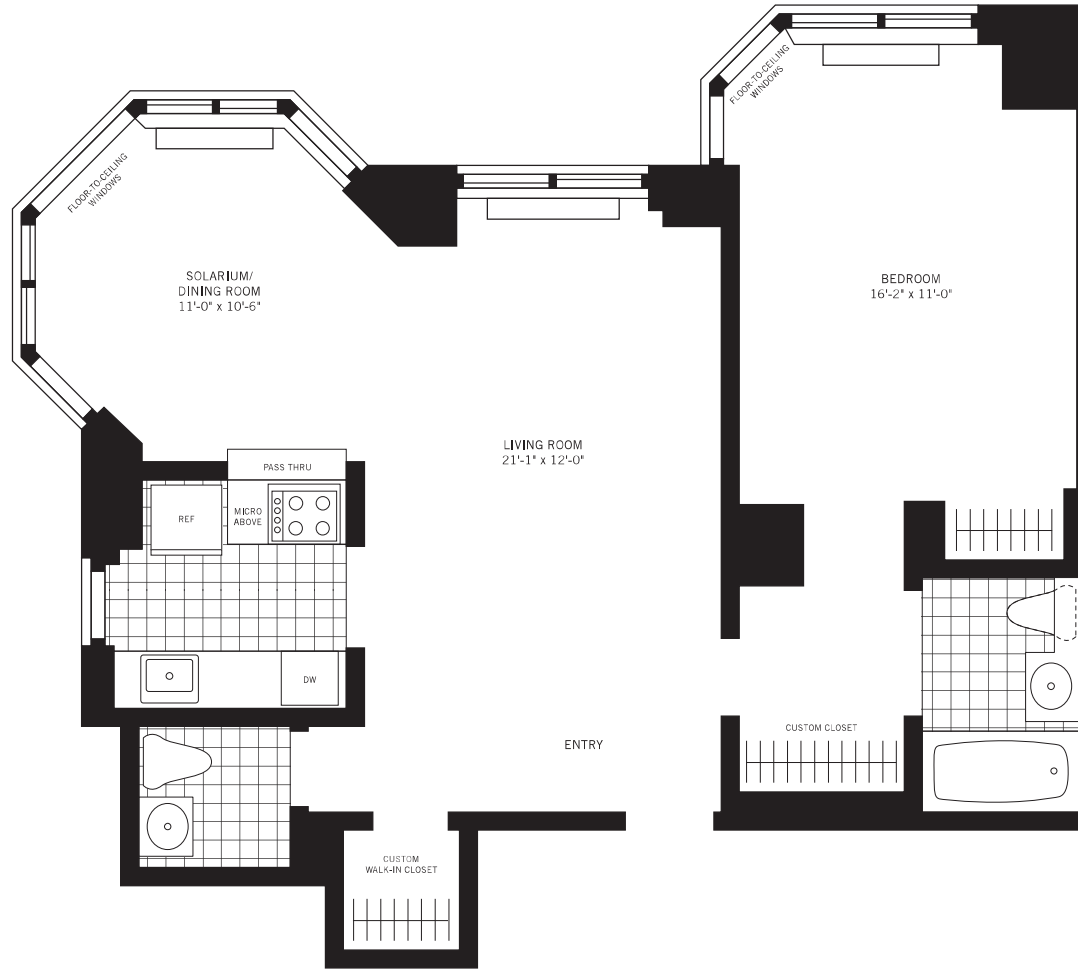 FLOOR-TO-CEILING
WINDOWS
FLOOR-TO-CEILING
WINDOWS
SOLARIUM/
DINING ROOM
11'-0" x 10'-6"
BEDROOM
16'-2" x 11'-0"
LIVING ROOM
21'-1" x 12'-0"
PASS THRU
REF
MICRO
ABOVE
DW
CUSTOM CLOSET
ENTRY
CUSTOM
WALK-IN CLOSET